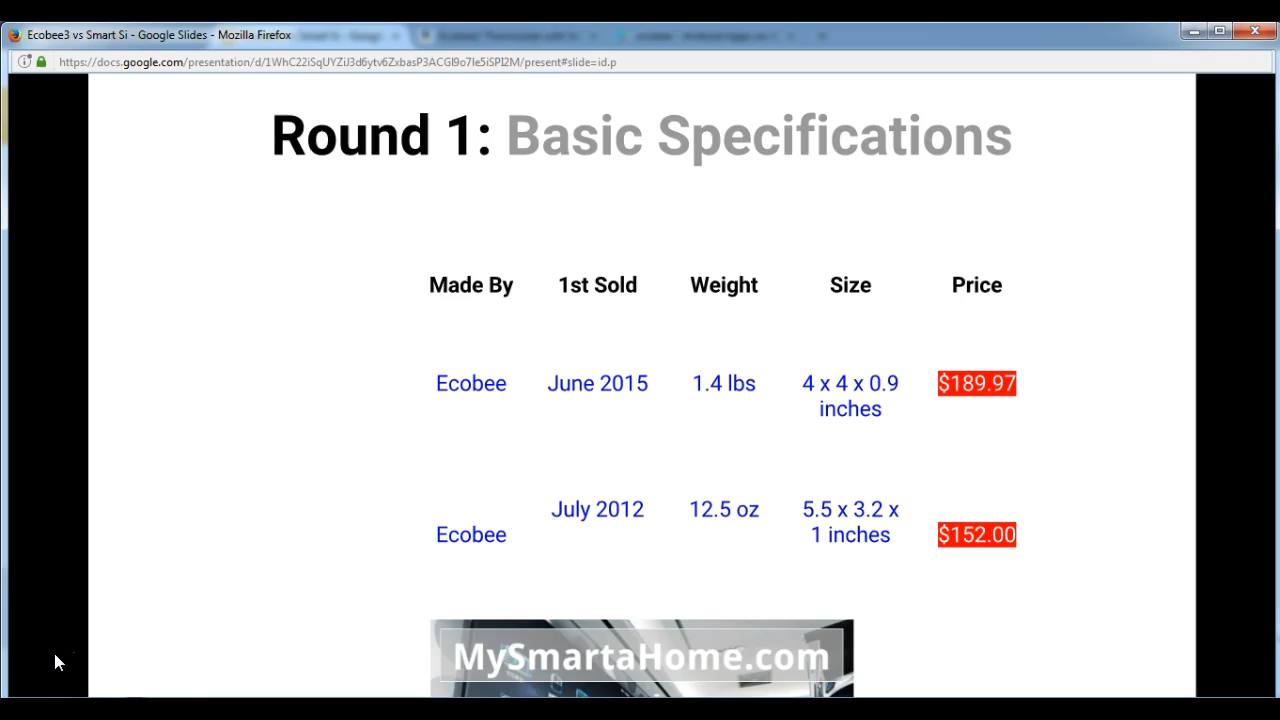 Ecobee3 vs Smart Si - Google Slides - Mozilla Firefox
https://docs.google.com/presentation/d/1WhC22iSqUYZiJ3d6ytv6ZxbasP3ACGI9o7Ie5iSPI2M/present#slide=id.p
Round 1: Basic Specifications
Made By 1st Sold Weight Size Price
Ecobee June 2015 1.4 lbs 4 x 4 x 0.9 $189.97
inches
July 2012 12.5 oz 5.5 x 3.2 x
Ecobee 1 inches $152.00
MySmartaHome.com